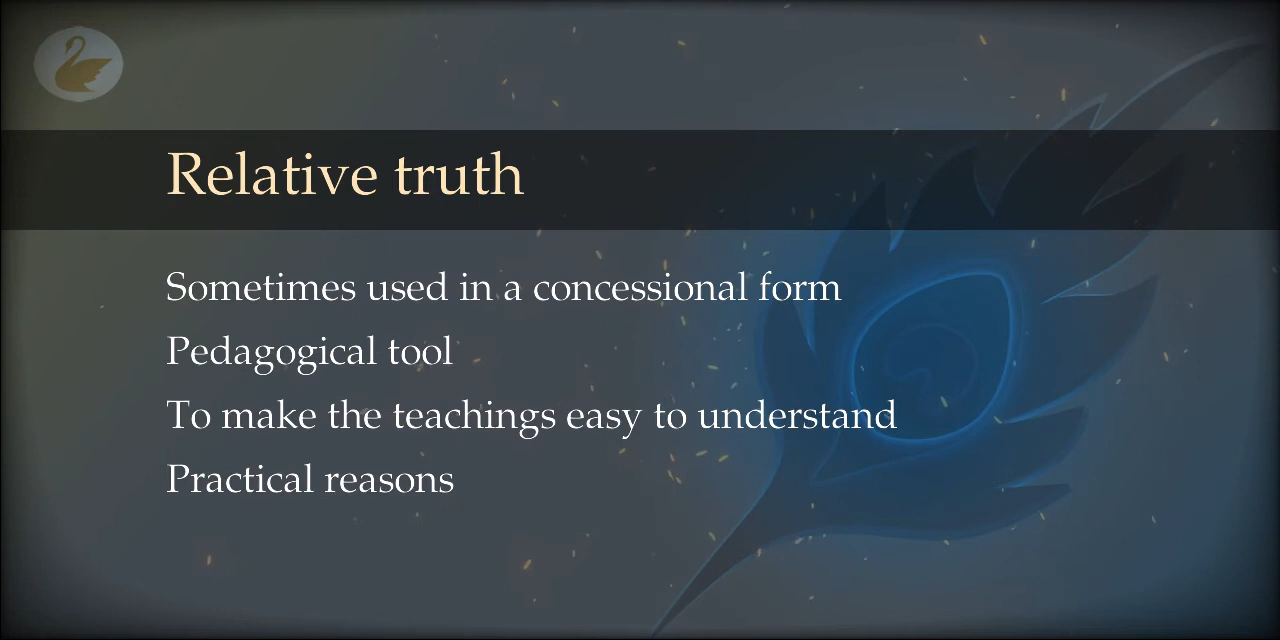 Relative truth
Sometimes used in a concessional form
Pedagogical tool
To make the teachings easy to understand
Practical reasons